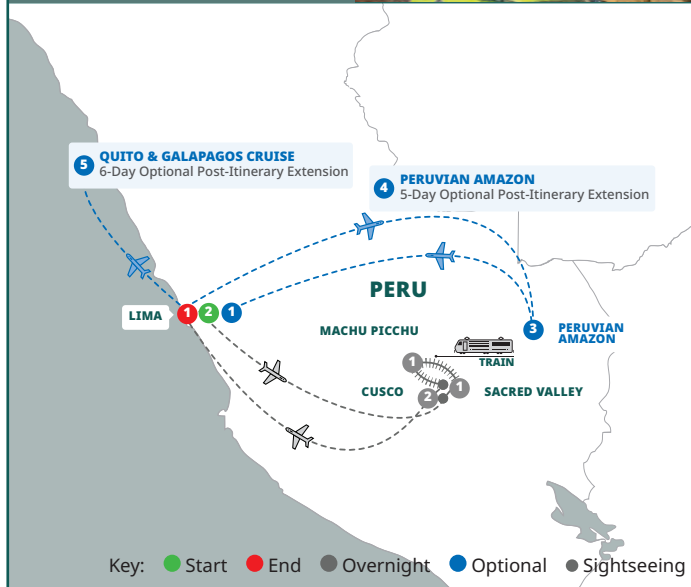 5 QUITO & GALAPAGOS CRUISE
6-Day Optional Post-Itinerary Extension
4 PERUVIAN AMAZON
5-Day Optional Post-Itinerary Extension
PERU
LIMA 1 2 1
MACHU PICCHU
3 PERUVIAN
AMAZON
TRAIN
1
CUSCO 2 1 SACRED VALLEY
Key: Start End Overnight Optional Sightseeing